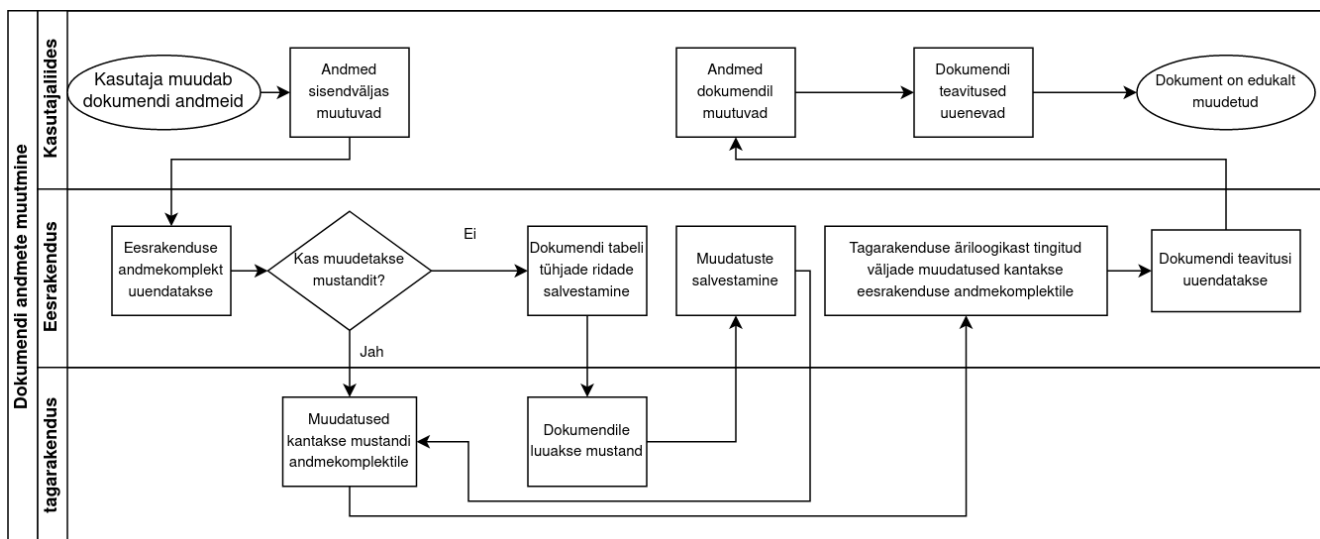 Dokumendi andmete muutmine
Kasutajaliides
Kasutaja muudab
dokumendi andmeid
Andmed
sisendväljas
muutuvad
Andmed
dokumendil
muutuvad
Dokumendi
teavitused
uuenevad
Dokument on edukalt
muudetud
Eesrakendus
Eesrakenduse
andmekomplekt
uuendatakse
Kas muudetakse
mustandit?
Ei
Jah
Dokumendi tabeli
tühjade ridade
salvestamine
Muudatuste
salvestamine
Tagarakenduse äriloogikast tingitud
väljade muudatused kantakse
eesrakenduse andmekomplektile
Dokumendi teavitusi
uuendatakse
tagarakendus
Muudatused
kantakse mustandi
andmekomplektile
Dokumendile
luuakse mustand